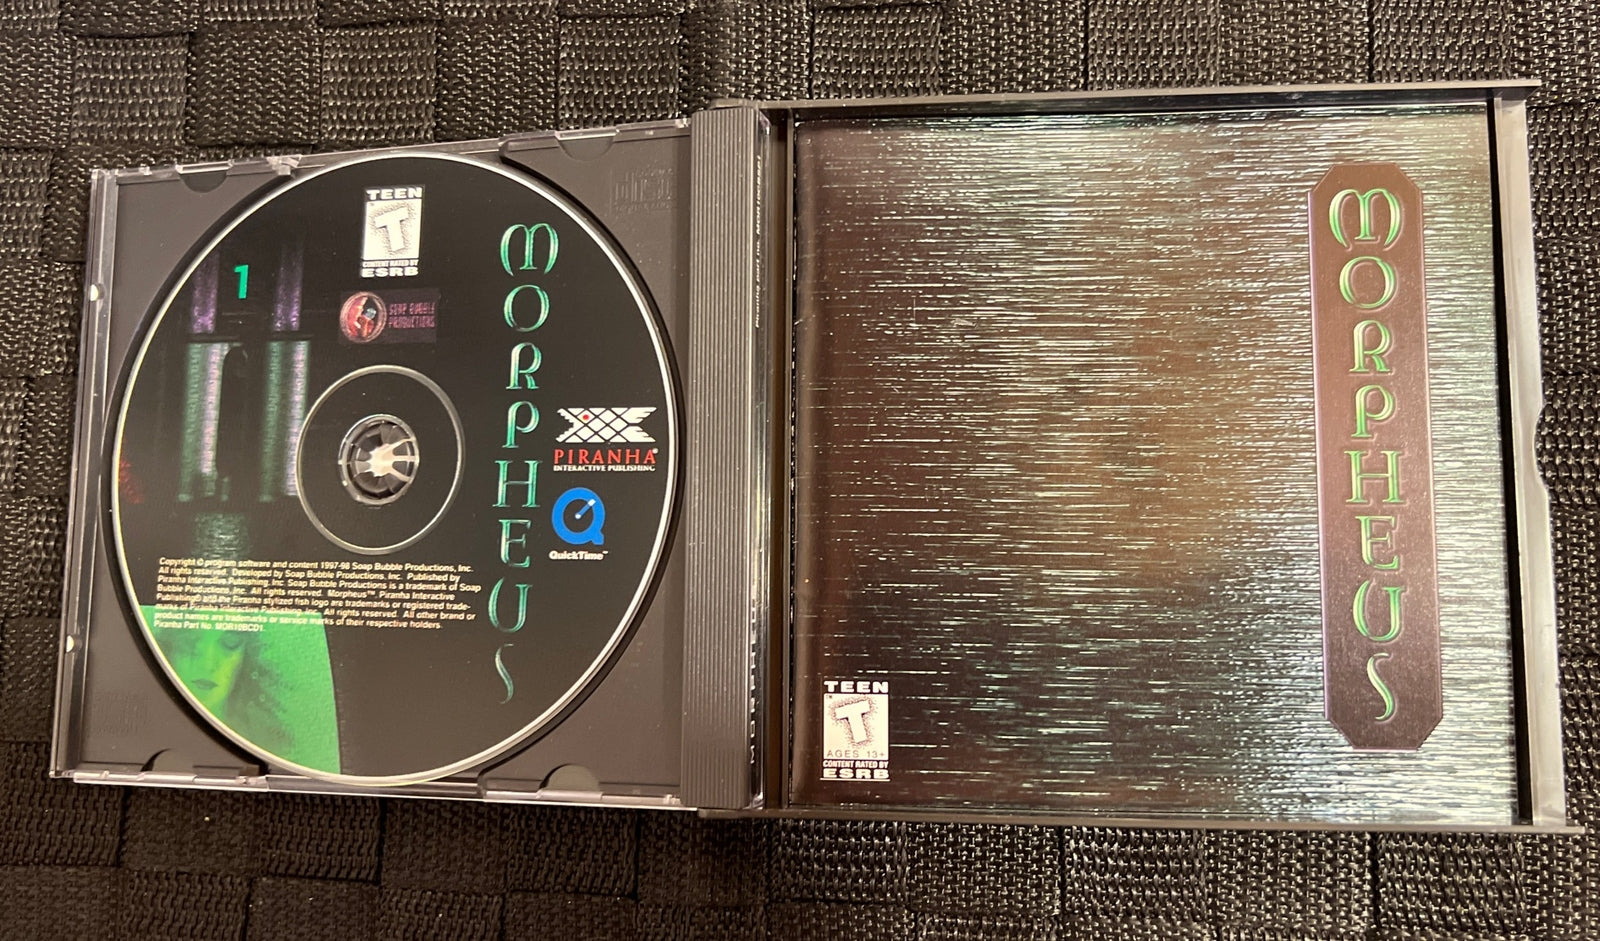 TEEN
T
CONTENT RATED BY
ESRB
1
SOAP BUBBLE
PRODUCTIONS
MORPHEUS
PIRANHA®
INTERACTIVE PUBLISHING
QuickTime™
Copyright © program software and content 1997-98 Soap Bubble Productions, Inc.
All rights reserved. Developed by Soap Bubble Productions, Inc. Published by
Piranha Interactive Publishing, Inc. Soap Bubble Productions is a trademark of Soap
Bubble Productions, Inc. All rights reserved. Morpheus™, Piranha Interactive
Publishing® and the Piranha stylized fish logo are trademarks or registered trade-
marks of Piranha Interactive Publishing, Inc. All rights reserved. All other brand or
product names are trademarks or service marks of their respective holders.
Piranha Part No. MOR10BCD1.
MORPHEUS
TEEN
T
AGES 13+
CONTENT RATED BY
ESRB